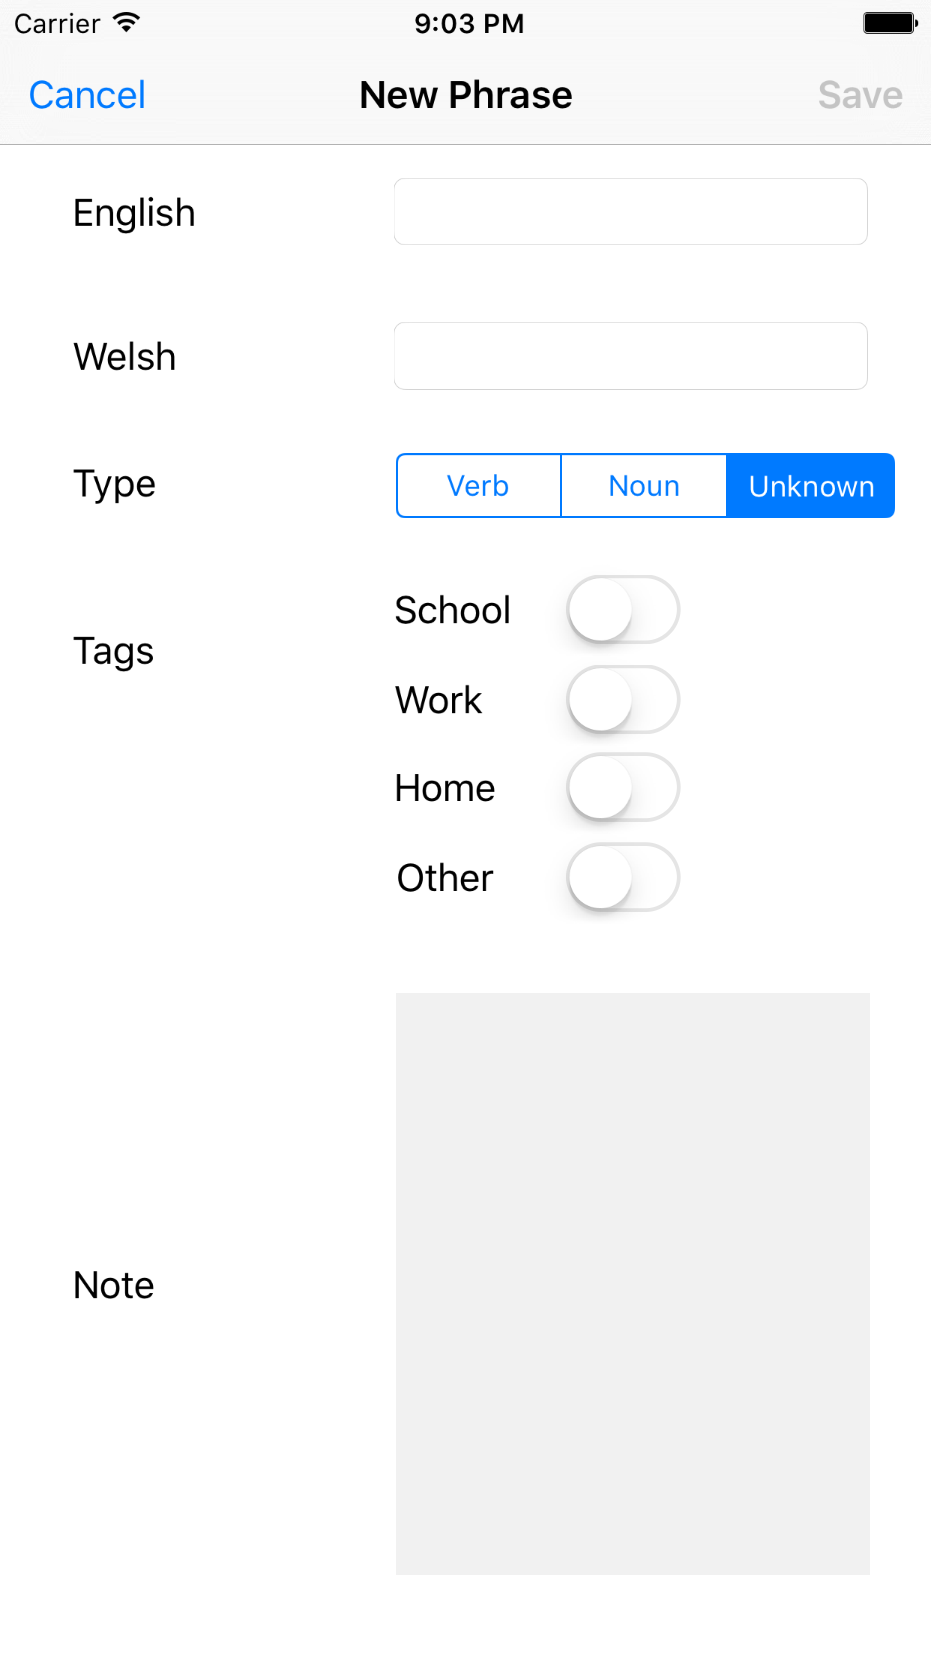 Carrier 9:03 PM
Cancel New Phrase Save
English
Welsh
Type Verb Noun Unknown
School
Tags
Work
Home
Other
Note